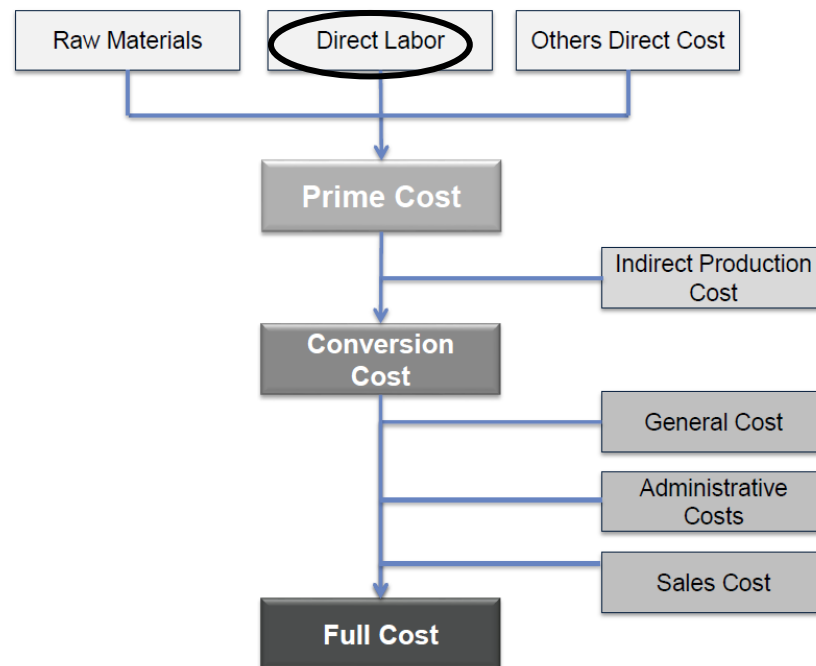 Raw Materials
Direct Labor
Others Direct Cost
Prime Cost
Indirect Production
Cost
Conversion
Cost
General Cost
Administrative
Costs
Sales Cost
Full Cost